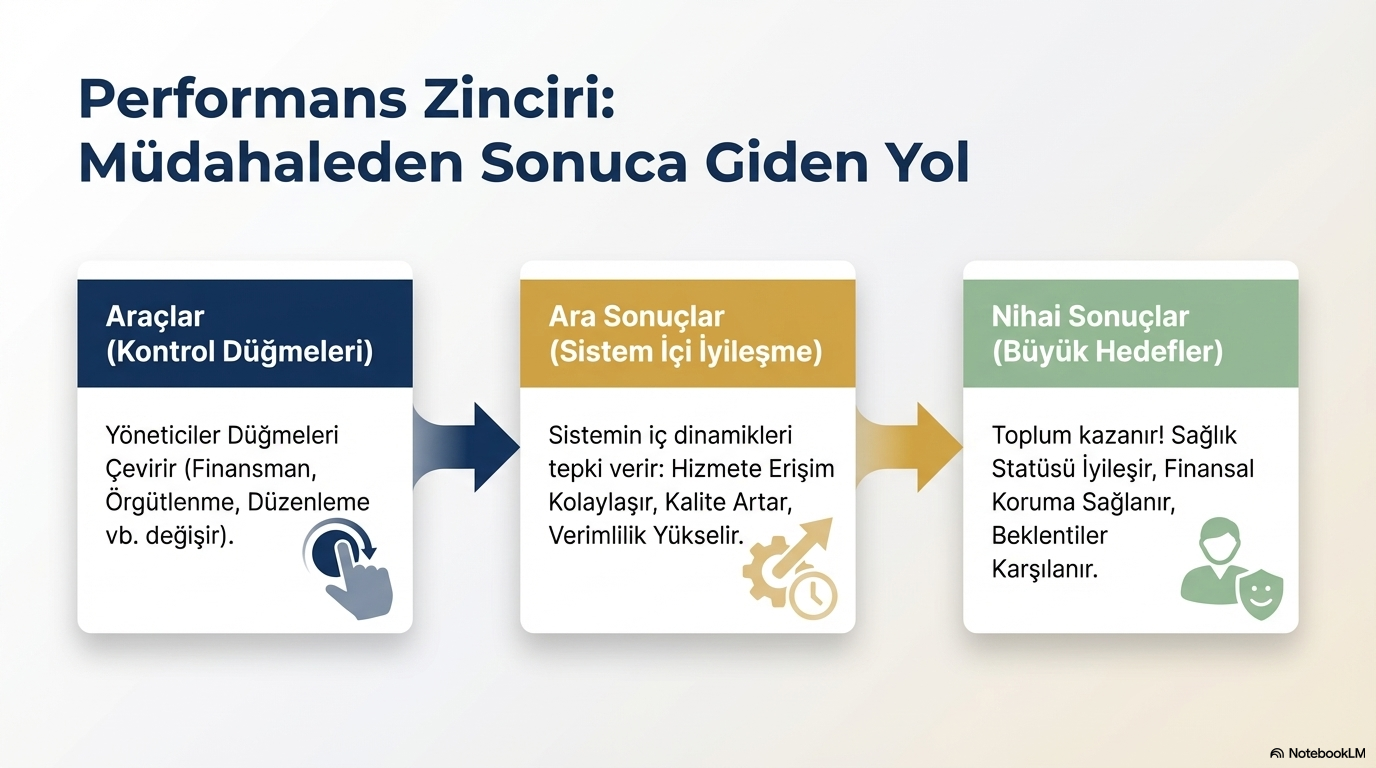 Performans Zinciri:
Müdahaleden Sonuca Giden Yol
Araçlar
(Kontrol Düğmeleri)
Yöneticiler Düğmeleri
Çevirir (Finansman,
Örgütlenme, Düzenleme
vb. değişir).
Ara Sonuçlar
(Sistem İçi İyileşme)
Sistemin iç dinamikleri
tepki verir: Hizmete Erişim
Kolaylaşır, Kalite Artar,
Verimlilik Yükselir.
Nihai Sonuçlar
(Büyük Hedefler)
Toplum kazanır! Sağlık
Statüsü İyileşir, Finansal
Koruma Sağlanır,
Beklentiler
Karşılanır.
NotebookLM